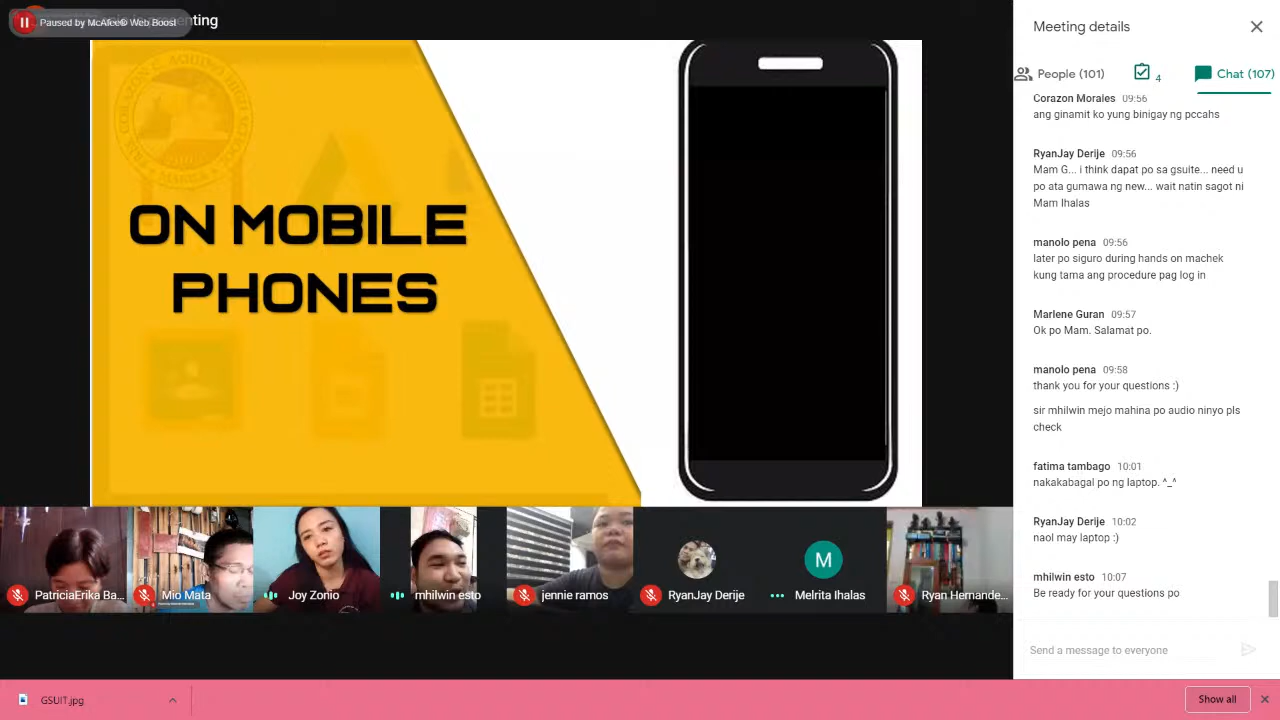 Paused by McAfee® Web Boost
nting
ON MOBILE
PHONES
PatriciaErika Ba...
Mio Mata
Joy Zonio
mhilwin esto
jennie ramos
RyanJay Derije
M
Melrita Ihalas
Ryan Hernande...
Meeting details
People (101)
4
Chat (107)
Corazon Morales 09:56
ang ginamit ko yung binigay ng pccahs
RyanJay Derije 09:56
Mam G... i think dapat po sa gsuite... need u
po ata gumawa ng new... wait natin sagot ni
Mam Ihalas
manolo pena 09:56
later po siguro during hands on machek
kung tama ang procedure pag log in
Marlene Guran 09:57
Ok po Mam. Salamat po.
manolo pena 09:58
thank you for your questions :)
sir mhilwin mejo mahina po audio ninyo pls
check
fatima tambago 10:01
nakakabagal po ng laptop. ^_^
RyanJay Derije 10:02
naol may laptop :)
mhilwin esto 10:07
Be ready for your questions po
Send a message to everyone
GSUIT.jpg
Show all